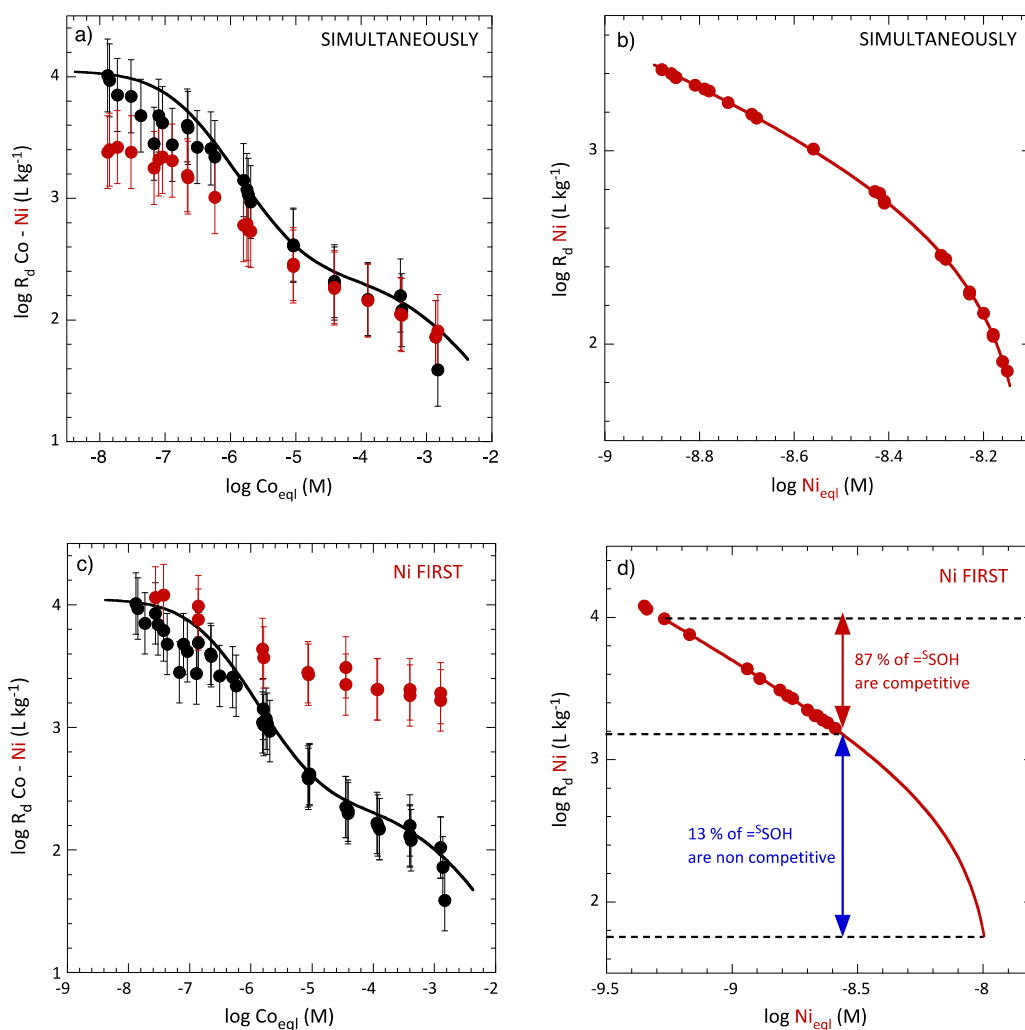 a)
SIMULTANEOUSLY
4
3
2
1
log R_d Co - Ni (L kg⁻¹)
-8 -7 -6 -5 -4 -3 -2
log Co_eql (M)
b)
SIMULTANEOUSLY
3
2
log R_d Ni (L kg⁻¹)
-9 -8.8 -8.6 -8.4 -8.2
log Ni_eql (M)
c)
Ni FIRST
4
3
2
1
log R_d Co - Ni (L kg⁻¹)
-9 -8 -7 -6 -5 -4 -3 -2
log Co_eql (M)
d)
Ni FIRST
4
3
2
log R_d Ni (L kg⁻¹)
87 % of =ˢSOH
are competitive
13 % of =ˢSOH
are non competitive
-9.5 -9 -8.5 -8
log Ni_eql (M)